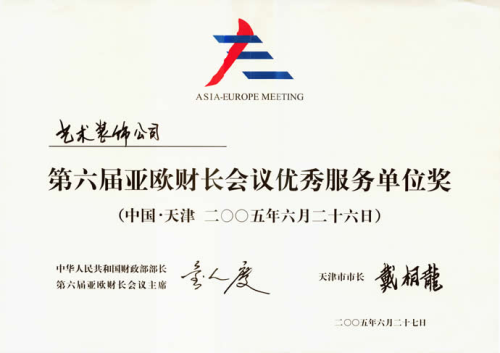 ASIA-EUROPE MEETING
艺术装饰公司
第六届亚欧财长会议优秀服务单位奖
(中国·天津 二〇〇五年六月二十六日)
中华人民共和国财政部部长
第六届亚欧财长会议主席
金人庆
天津市市长
戴相龍
二〇〇五年六月二十七日